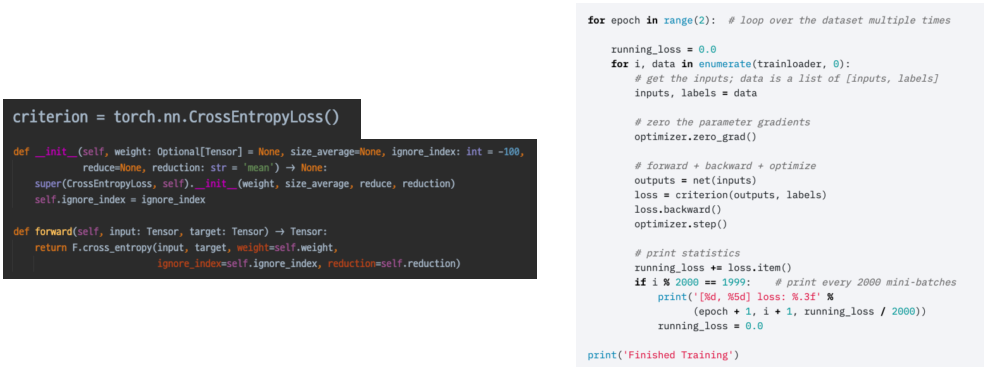 criterion = torch.nn.CrossEntropyLoss()
def __init__(self, weight: Optional[Tensor] = None, size_average=None, ignore_index: int = -100,
reduce=None, reduction: str = 'mean') → None:
super(CrossEntropyLoss, self).__init__(weight, size_average, reduce, reduction)
self.ignore_index = ignore_index
def forward(self, input: Tensor, target: Tensor) → Tensor:
return F.cross_entropy(input, target, weight=self.weight,
ignore_index=self.ignore_index, reduction=self.reduction)
for epoch in range(2):  # loop over the dataset multiple times
running_loss = 0.0
for i, data in enumerate(trainloader, 0):
# get the inputs; data is a list of [inputs, labels]
inputs, labels = data
# zero the parameter gradients
optimizer.zero_grad()
# forward + backward + optimize
outputs = net(inputs)
loss = criterion(outputs, labels)
loss.backward()
optimizer.step()
# print statistics
running_loss += loss.item()
if i % 2000 == 1999:    # print every 2000 mini-batches
print('[%d, %5d] loss: %.3f' %
(epoch + 1, i + 1, running_loss / 2000))
running_loss = 0.0
print('Finished Training')